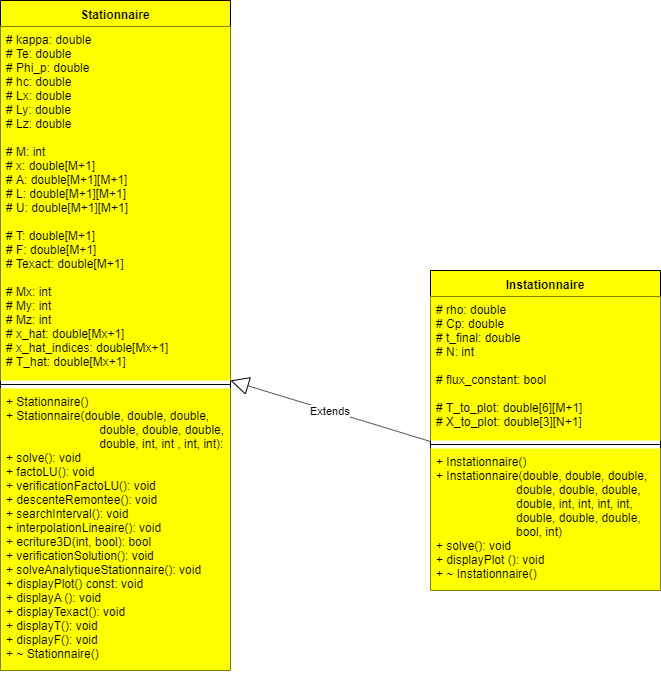 Stationnaire
# kappa: double
# Te: double
# Phi_p: double
# hc: double
# Lx: double
# Ly: double
# Lz: double
# M: int
# x: double[M+1]
# A: double[M+1][M+1]
# L: double[M+1][M+1]
# U: double[M+1][M+1]
# T: double[M+1]
# F: double[M+1]
# Texact: double[M+1]
# Mx: int
# My: int
# Mz: int
# x_hat: double[Mx+1]
# x_hat_indices: double[Mx+1]
# T_hat: double[Mx+1]
+ Stationnaire()
+ Stationnaire(double, double, double,
double, double, double,
double, int, int , int, int):
+ solve(): void
+ factoLU(): void
+ verificationFactoLU(): void
+ descenteRemontee(): void
+ searchInterval(): void
+ interpolationLineaire(): void
+ ecriture3D(int, bool): bool
+ verificationSolution(): void
+ solveAnalytiqueStationnaire(): void
+ displayPlot() const: void
+ displayA (): void
+ displayTexact(): void
+ displayT(): void
+ displayF(): void
+ ~ Stationnaire()
Extends
Instationnaire
# rho: double
# Cp: double
# t_final: double
# N: int
# flux_constant: bool
# T_to_plot: double[6][M+1]
# X_to_plot: double[3][N+1]
+ Instationnaire()
+ Instationnaire(double, double, double,
double, double, double,
double, int, int, int, int,
double, double, double,
bool, int)
+ solve(): void
+ displayPlot (): void
+ ~ Instationnaire()